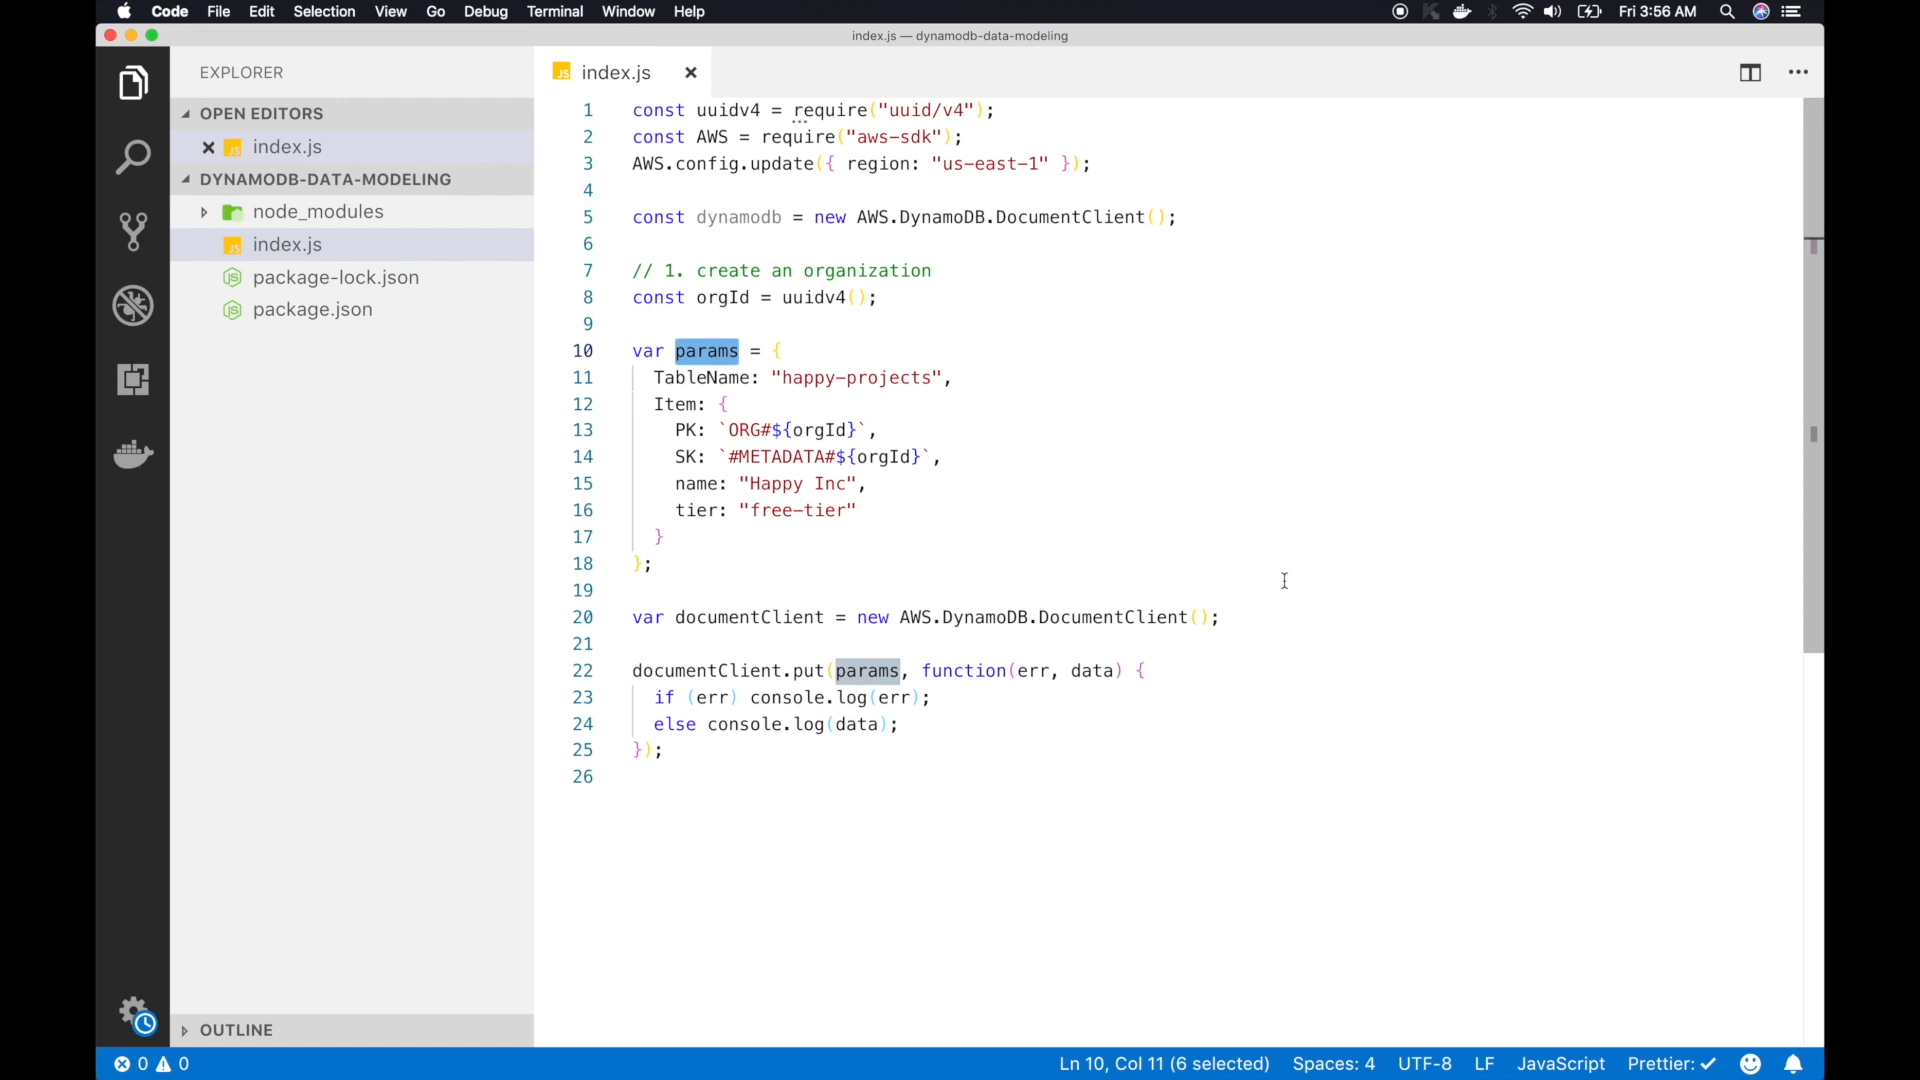 Code File Edit Selection View Go Debug Terminal Window Help Fri 3:56 AM
index.js — dynamodb-data-modeling
EXPLORER
OPEN EDITORS
index.js
DYNAMODB-DATA-MODELING
node_modules
index.js
package-lock.json
package.json
OUTLINE
index.js
1 const uuidv4 = require("uuid/v4");
2 const AWS = require("aws-sdk");
3 AWS.config.update({ region: "us-east-1" });
4
5 const dynamodb = new AWS.DynamoDB.DocumentClient();
6
7 // 1. create an organization
8 const orgId = uuidv4();
9
10 var params = {
11 TableName: "happy-projects",
12 Item: {
13 PK: `ORG#${orgId}`,
14 SK: `#METADATA#${orgId}`,
15 name: "Happy Inc",
16 tier: "free-tier"
17 }
18 };
19
20 var documentClient = new AWS.DynamoDB.DocumentClient();
21
22 documentClient.put(params, function(err, data) {
23 if (err) console.log(err);
24 else console.log(data);
25 });
26
0 0 Ln 10, Col 11 (6 selected) Spaces: 4 UTF-8 LF JavaScript Prettier: ✓